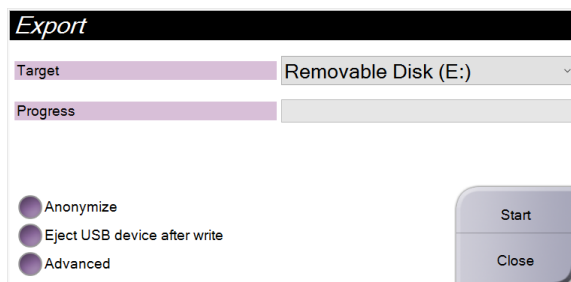 Export
Target
Removable Disk (E:)
Progress
Anonymize
Eject USB device after write
Advanced
Start
Close